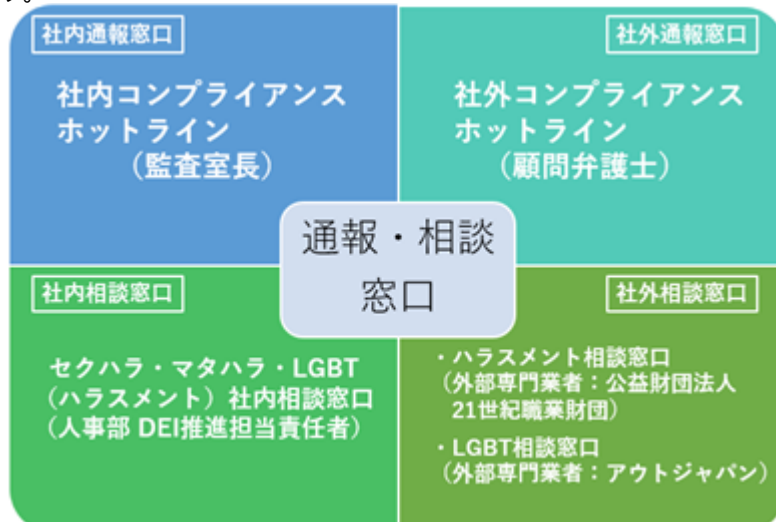 社内通報窓口
社内コンプライアンス
ホットライン
（監査室長）
社外通報窓口
社外コンプライアンス
ホットライン
（顧問弁護士）
通報・相談
窓口
社内相談窓口
セクハラ・マタハラ・LGBT
（ハラスメント）社内相談窓口
（人事部 DEI推進担当責任者）
社外相談窓口
・ハラスメント相談窓口
（外部専門業者：公益財団法人
21世紀職業財団）
・LGBT相談窓口
（外部専門業者：アウトジャパン）